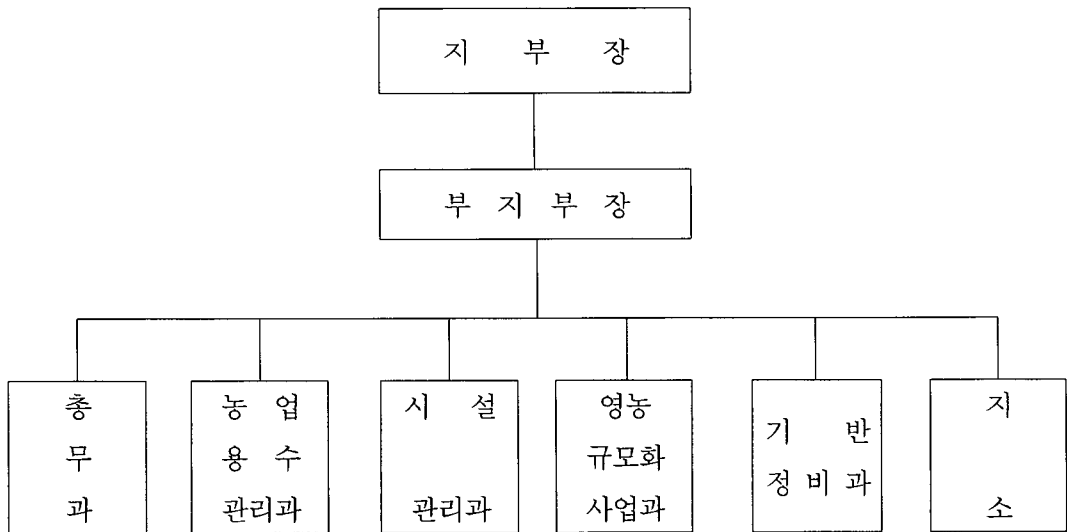 지 부 장
부 지 부 장
총
무
과
농 업
용 수
관리과
시 설
관리과
영농
규모화
사업과
기 반
정 비 과
지
소